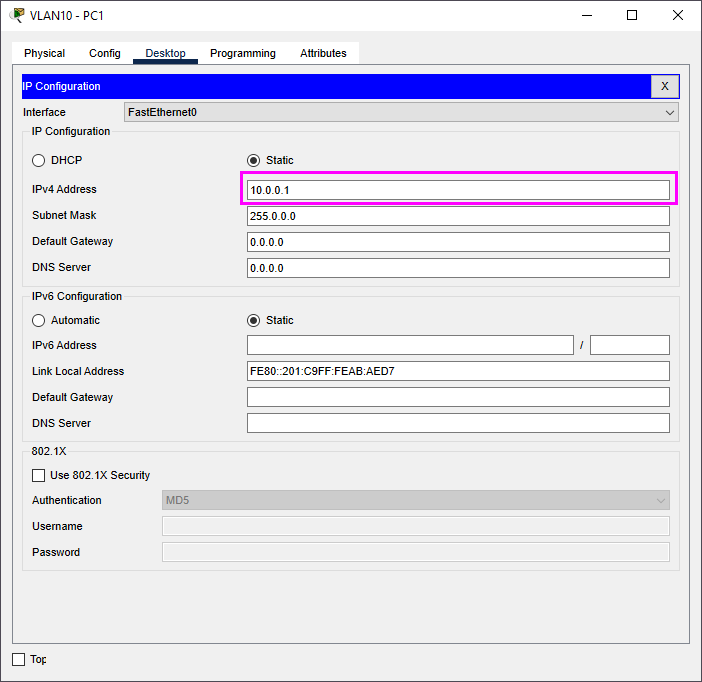 VLAN10 - PC1
Physical Config Desktop Programming Attributes
IP Configuration X
Interface FastEthernet0
IP Configuration
DHCP Static
IPv4 Address 10.0.0.1
Subnet Mask 255.0.0.0
Default Gateway 0.0.0.0
DNS Server 0.0.0.0
IPv6 Configuration
Automatic Static
IPv6 Address /
Link Local Address FE80::201:C9FF:FEAB:AED7
Default Gateway
DNS Server
802.1X
Use 802.1X Security
Authentication MD5
Username
Password
Top